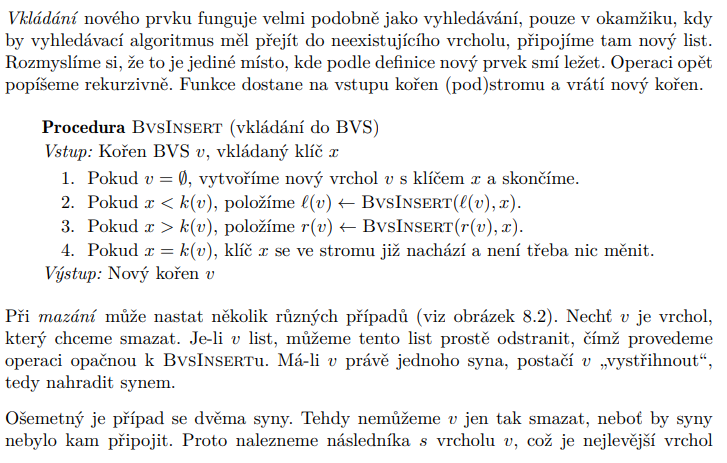 Vkládání nového prvku funguje velmi podobně jako vyhledávání, pouze v okamžiku, kdy
by vyhledávací algoritmus měl přejít do neexistujícího vrcholu, připojíme tam nový list.
Rozmyslíme si, že to je jediné místo, kde podle definice nový prvek smí ležet. Operaci opět
popíšeme rekurzivně. Funkce dostane na vstupu kořen (pod)stromu a vrátí nový kořen.
Procedura BVSINSERT (vkládání do BVS)
Vstup: Kořen BVS v, vkládaný klíč x
1. Pokud v = ∅, vytvoříme nový vrchol v s klíčem x a skončíme.
2. Pokud x < k(v), položíme ℓ(v) ← BVSINSERT(ℓ(v), x).
3. Pokud x > k(v), položíme r(v) ← BVSINSERT(r(v), x).
4. Pokud x = k(v), klíč x se ve stromu již nachází a není třeba nic měnit.
Výstup: Nový kořen v
Při mazání může nastat několik různých případů (viz obrázek 8.2). Nechť v je vrchol,
který chceme smazat. Je-li v list, můžeme tento list prostě odstranit, čímž provedeme
operaci opačnou k BVSINSERTu. Má-li v právě jednoho syna, postačí v „vystřihnout“,
tedy nahradit synem.
Ošemetný je případ se dvěma syny. Tehdy nemůžeme v jen tak smazat, neboť by syny
nebylo kam připojit. Proto nalezneme následníka s vrcholu v, což je nejlevější vrchol